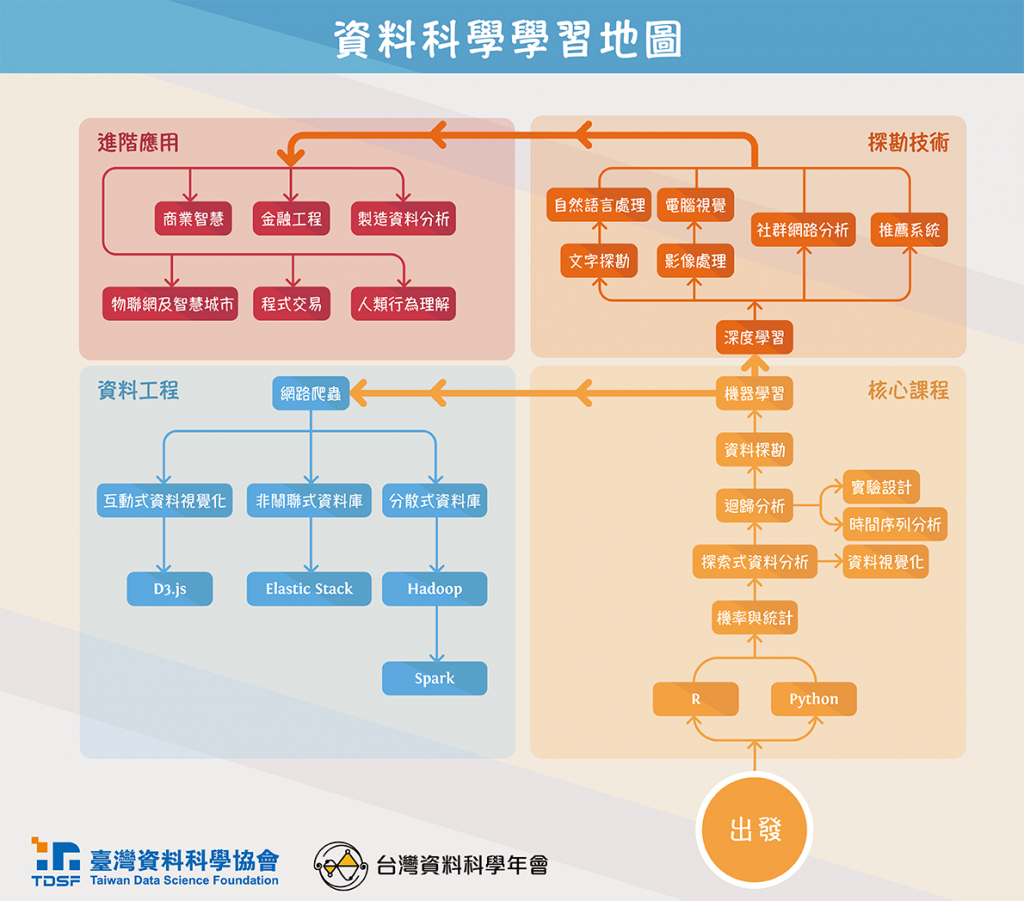 資料科學學習地圖
進階應用
商業智慧
金融工程
製造資料分析
物聯網及智慧城市
程式交易
人類行為理解
探勘技術
自然語言處理
電腦視覺
社群網路分析
推薦系統
文字探勘
影像處理
深度學習
資料工程
網路爬蟲
互動式資料視覺化
非關聯式資料庫
分散式資料庫
D3.js
Elastic Stack
Hadoop
Spark
核心課程
機器學習
資料探勘
迴歸分析
實驗設計
時間序列分析
探索式資料分析
資料視覺化
機率與統計
R
Python
出發
TDSF
臺灣資料科學協會
Taiwan Data Science Foundation
台灣資料科學年會